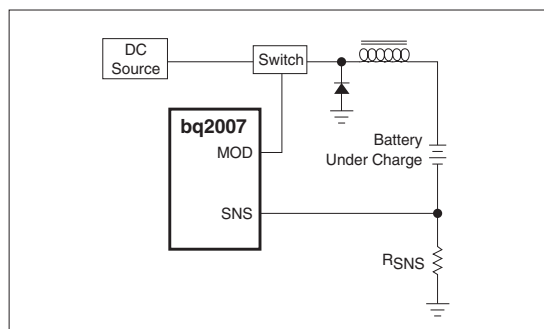 DC
Source
Switch
bq2007
MOD
Battery
Under Charge
SNS
RSNS